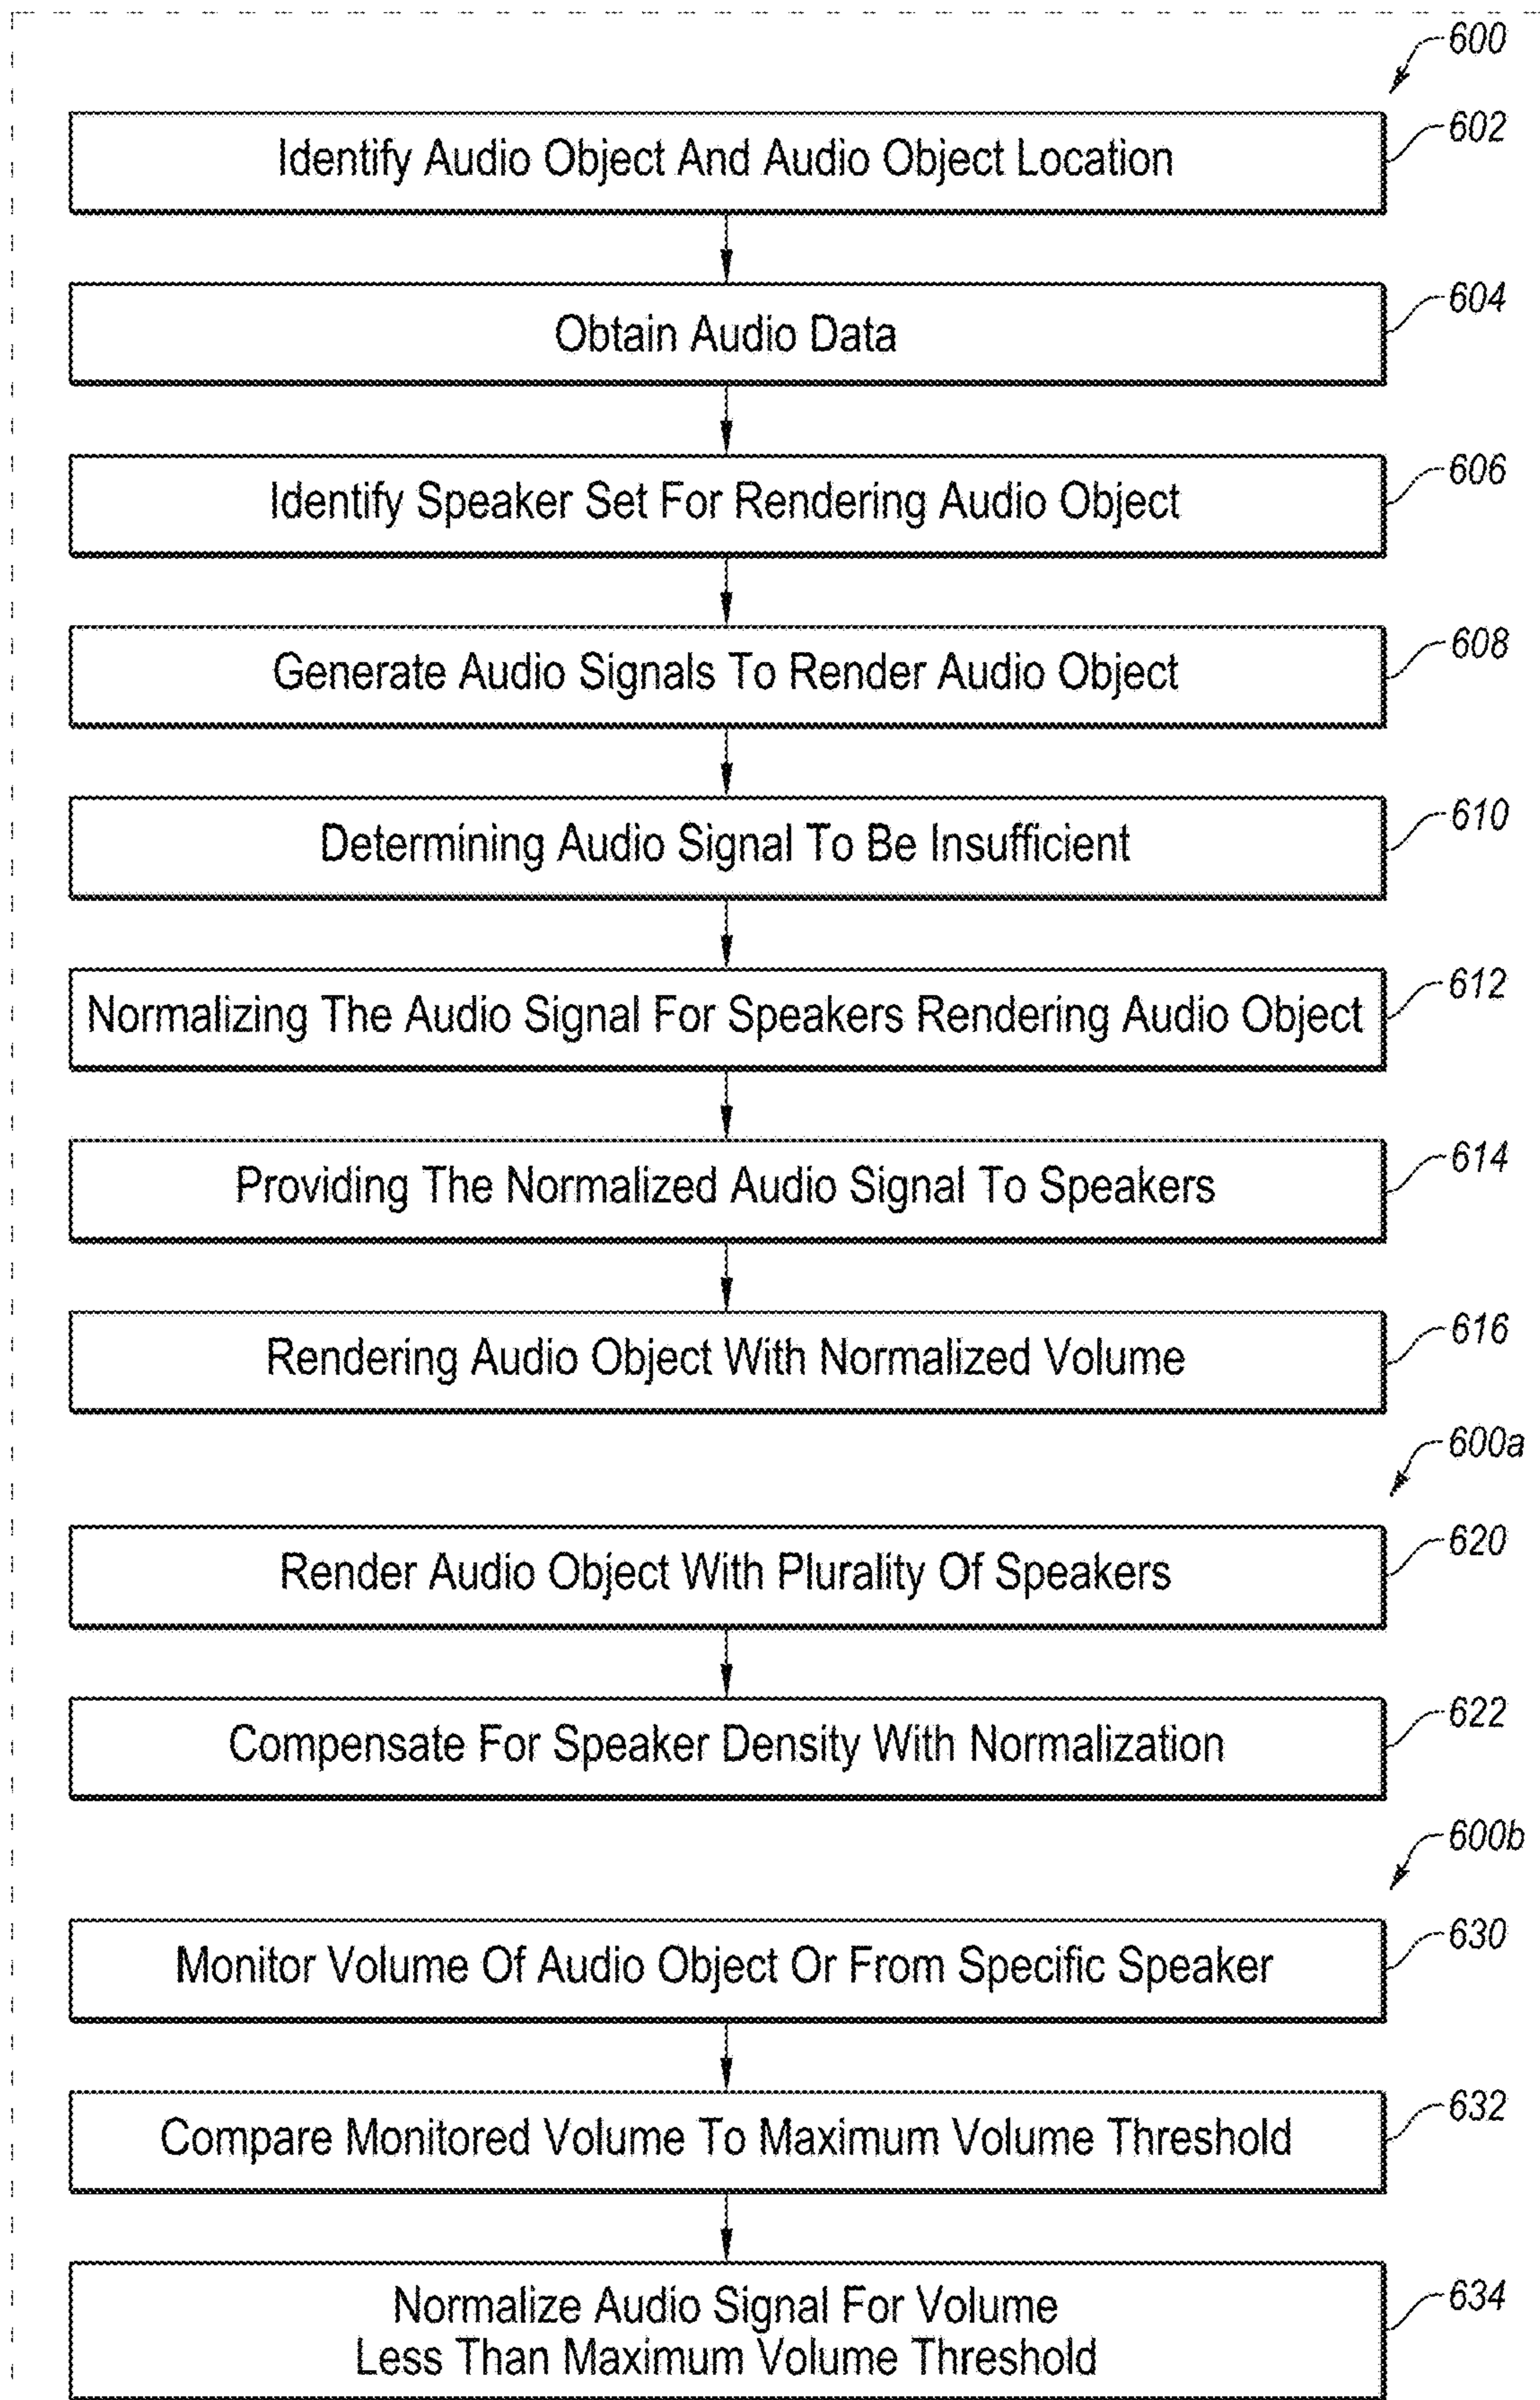 600
602
Identify Audio Object And Audio Object Location
604
Obtain Audio Data
606
Identify Speaker Set For Rendering Audio Object
608
Generate Audio Signals To Render Audio Object
610
Determining Audio Signal To Be Insufficient
612
Normalizing The Audio Signal For Speakers Rendering Audio Object
614
Providing The Normalized Audio Signal To Speakers
616
Rendering Audio Object With Normalized Volume
600a
620
Render Audio Object With Plurality Of Speakers
622
Compensate For Speaker Density With Normalization
600b
630
Monitor Volume Of Audio Object Or From Specific Speaker
632
Compare Monitored Volume To Maximum Volume Threshold
634
Normalize Audio Signal For Volume
Less Than Maximum Volume Threshold